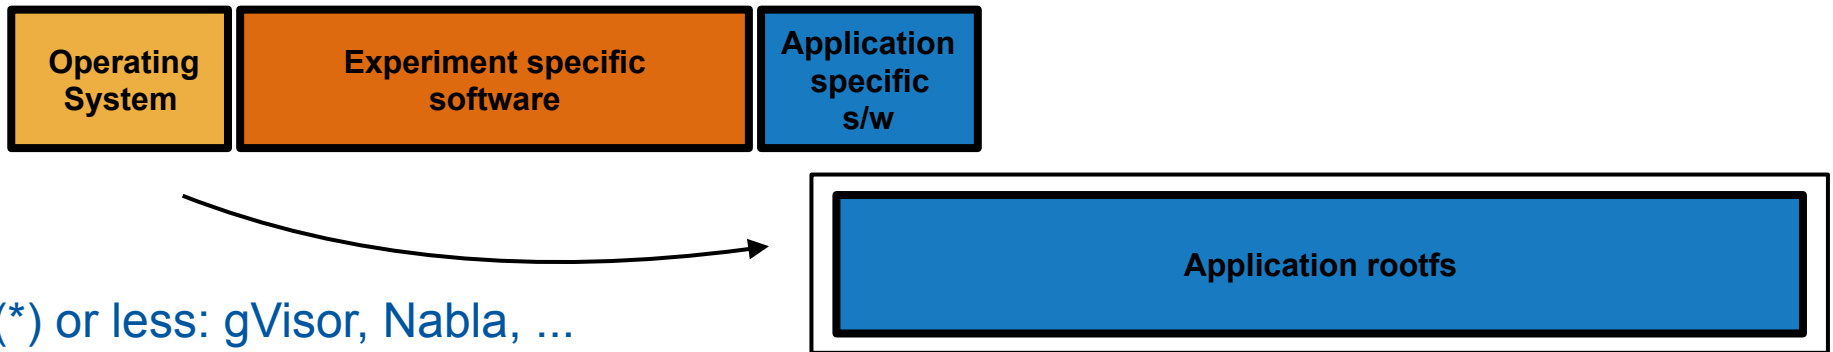 Operating
System
Experiment specific
software
Application
specific
s/w
Application rootfs
(*) or less: gVisor, Nabla, ...